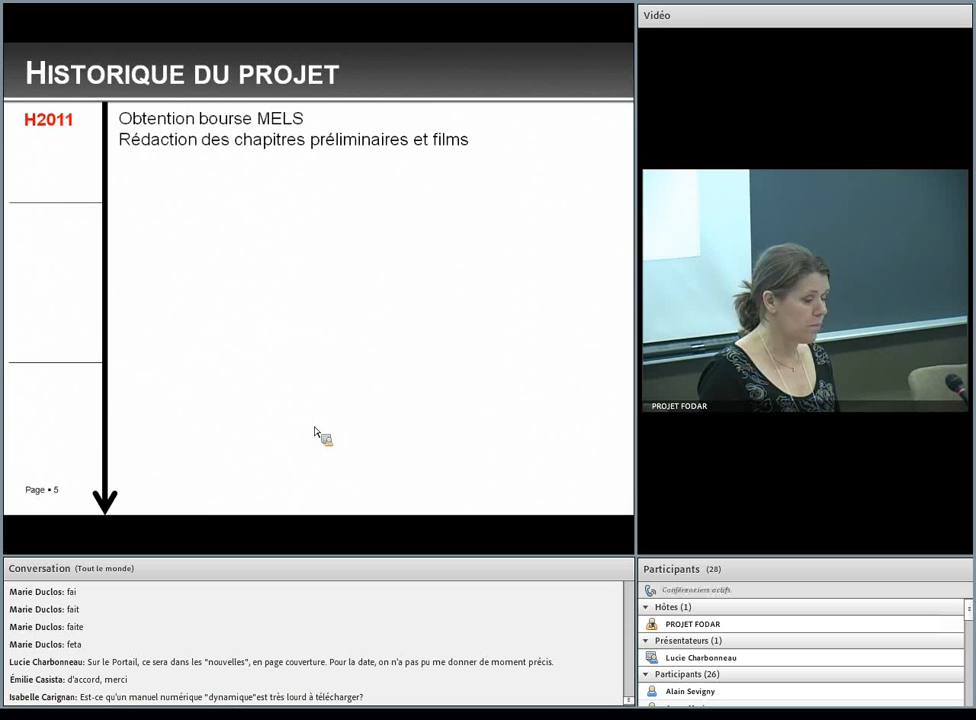 HISTORIQUE DU PROJET
H2011
Obtention bourse MELS
Rédaction des chapitres préliminaires et films
Page ▪ 5
Vidéo
PROJET FODAR
Conversation (Tout le monde)
Marie Duclos: fai
Marie Duclos: fait
Marie Duclos: faite
Marie Duclos: feta
Lucie Charbonneau: Sur le Portail, ce sera dans les "nouvelles", en page couverture. Pour la date, on n'a pas pu me donner de moment précis.
Émilie Casista: d'accord, merci
Isabelle Carignan: Est-ce qu'un manuel numérique "dynamique"est très lourd à télécharger?
Participants (28)
Conférenciers actifs
Hôtes (1)
PROJET FODAR
Présentateurs (1)
Lucie Charbonneau
Participants (26)
Alain Sevigny